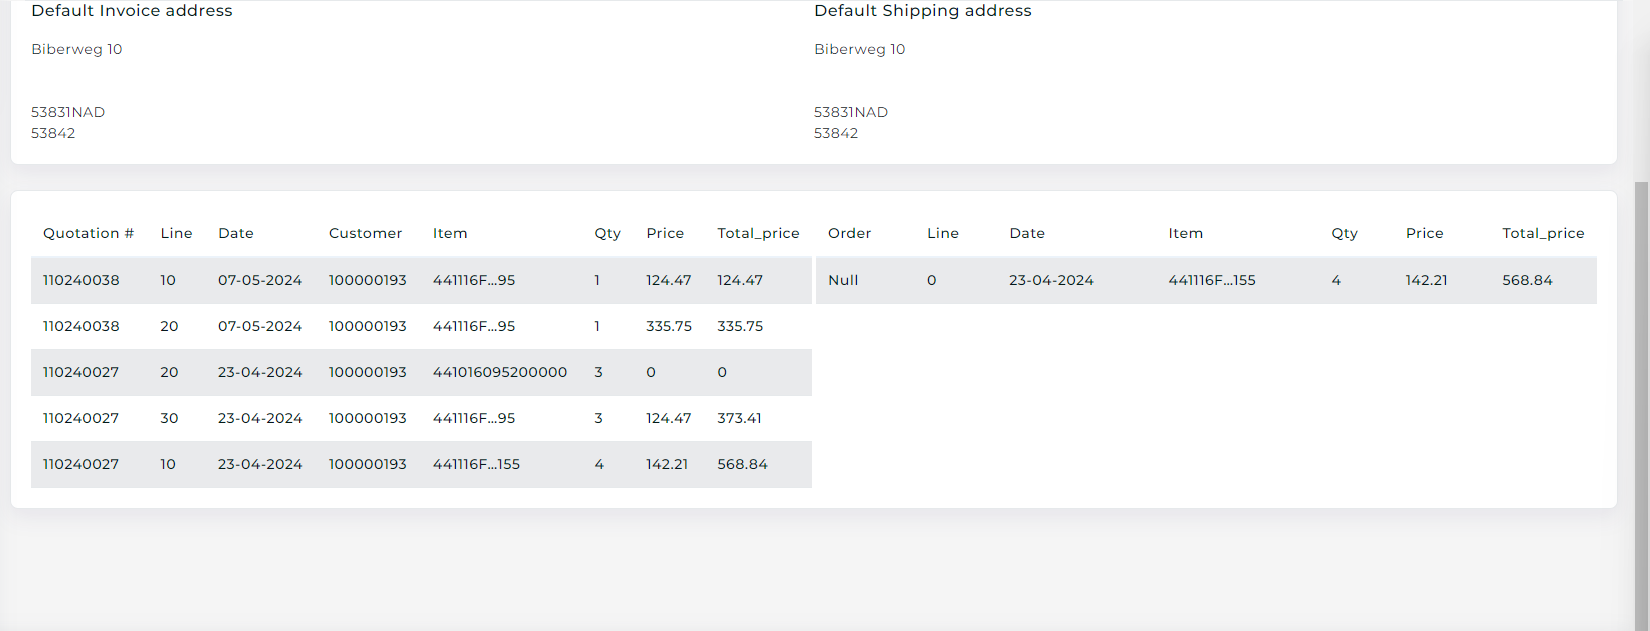 Default Invoice address
Biberweg 10
53831NAD
53842
Default Shipping address
Biberweg 10
53831NAD
53842
Quotation # Line Date Customer Item Qty Price Total_price
110240038 10 07-05-2024 100000193 441116F...95 1 124.47 124.47
110240038 20 07-05-2024 100000193 441116F...95 1 335.75 335.75
110240027 20 23-04-2024 100000193 441016095200000 3 0 0
110240027 30 23-04-2024 100000193 441116F...95 3 124.47 373.41
110240027 10 23-04-2024 100000193 441116F...155 4 142.21 568.84
Order Line Date Item Qty Price Total_price
Null 0 23-04-2024 441116F...155 4 142.21 568.84